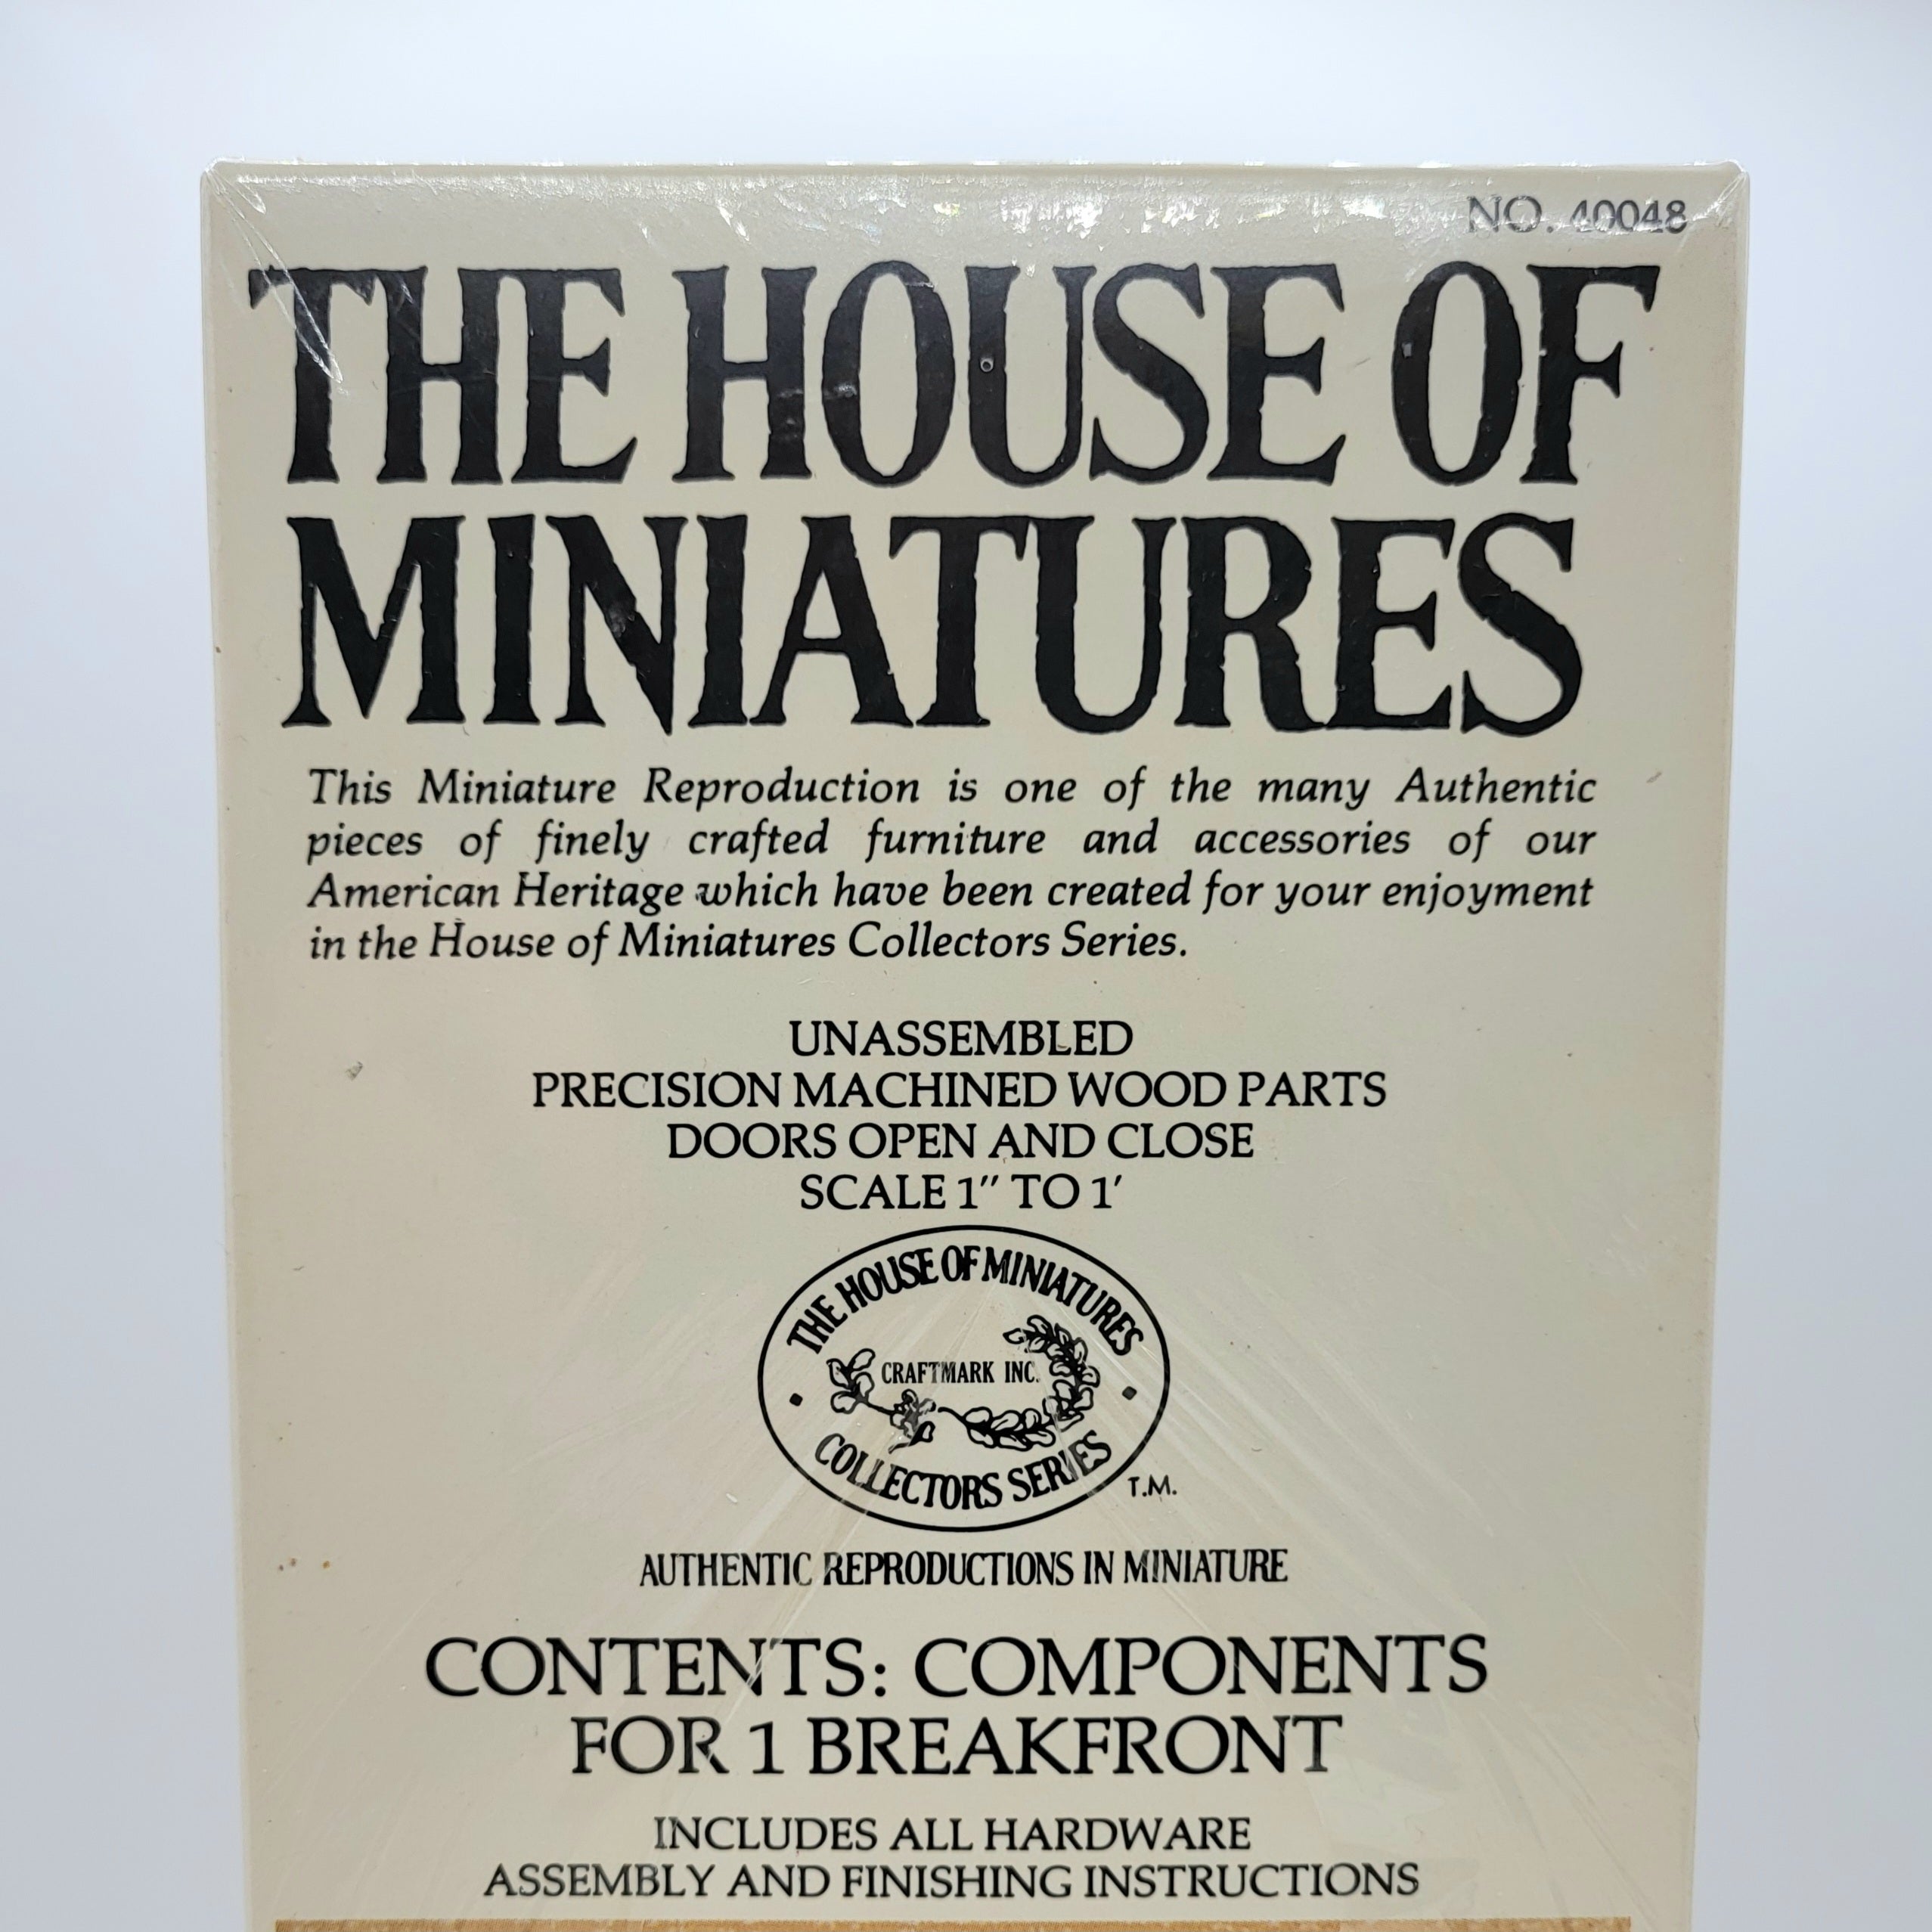 NO. 40048
THE HOUSE OF
MINIATURES
This Miniature Reproduction is one of the many Authentic
pieces of finely crafted furniture and accessories of our
American Heritage which have been created for your enjoyment
in the House of Miniatures Collectors Series.
UNASSEMBLED
PRECISION MACHINED WOOD PARTS
DOORS OPEN AND CLOSE
SCALE 1" TO 1'
THE HOUSE OF MINIATURES
CRAFTMARK INC.
COLLECTORS SERIES
T.M.
AUTHENTIC REPRODUCTIONS IN MINIATURE
CONTENTS: COMPONENTS
FOR 1 BREAKFRONT
INCLUDES ALL HARDWARE
ASSEMBLY AND FINISHING INSTRUCTIONS